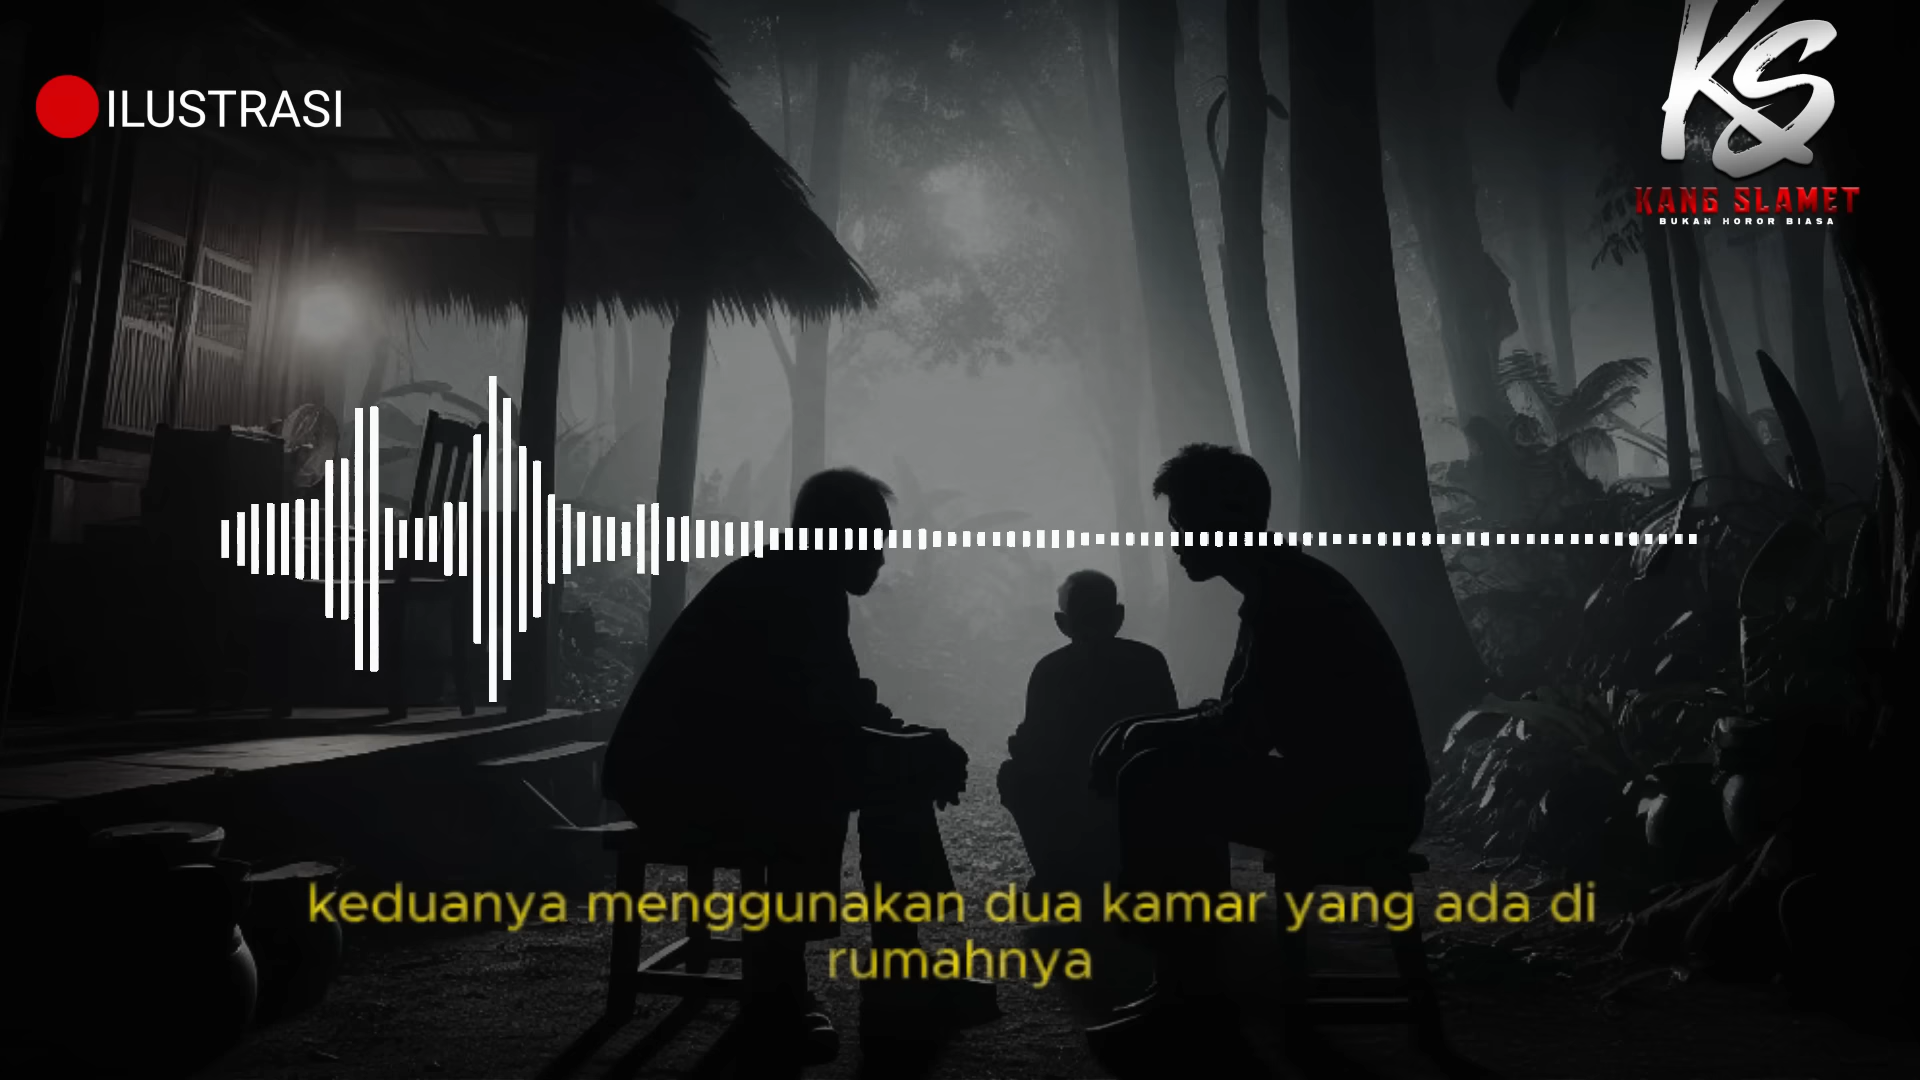 ILUSTRASI
KS
KANG SLAMET
BUKAN HOROR BIASA
keduanya menggunakan dua kamar yang ada di
rumahnya